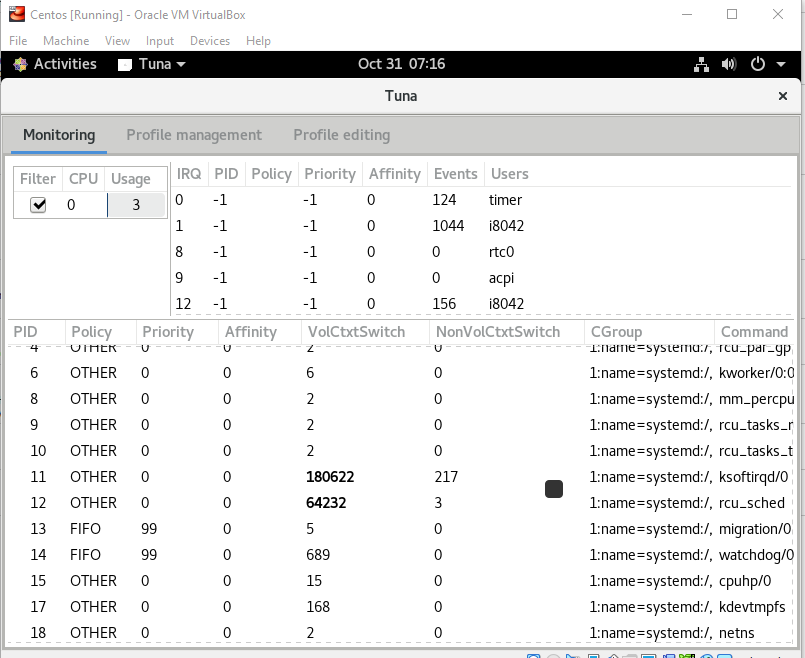 Centos [Running] - Oracle VM VirtualBox
File Machine View Input Devices Help
Activities Tuna Oct 31 07:16
Tuna
Monitoring Profile management Profile editing
Filter CPU Usage
0 3
IRQ PID Policy Priority Affinity Events Users
0 -1 -1 0 124 timer
1 -1 -1 0 1044 i8042
8 -1 -1 0 0 rtc0
9 -1 -1 0 0 acpi
12 -1 -1 0 156 i8042
PID Policy Priority Affinity VolCtxtSwitch NonVolCtxtSwitch CGroup Command
4 OTHER 0 0 2 0 1:name=systemd:/, rcu_par_gp
6 OTHER 0 0 6 0 1:name=systemd:/, kworker/0:0
8 OTHER 0 0 2 0 1:name=systemd:/, mm_percpu
9 OTHER 0 0 2 0 1:name=systemd:/, rcu_tasks_r
10 OTHER 0 0 2 0 1:name=systemd:/, rcu_tasks_t
11 OTHER 0 0 180622 217 1:name=systemd:/, ksoftirqd/0
12 OTHER 0 0 64232 3 1:name=systemd:/, rcu_sched
13 FIFO 99 0 5 0 1:name=systemd:/, migration/0
14 FIFO 99 0 689 0 1:name=systemd:/, watchdog/0
15 OTHER 0 0 15 0 1:name=systemd:/, cpuhp/0
17 OTHER 0 0 168 0 1:name=systemd:/, kdevtmpfs
18 OTHER 0 0 2 0 1:name=systemd:/, netns